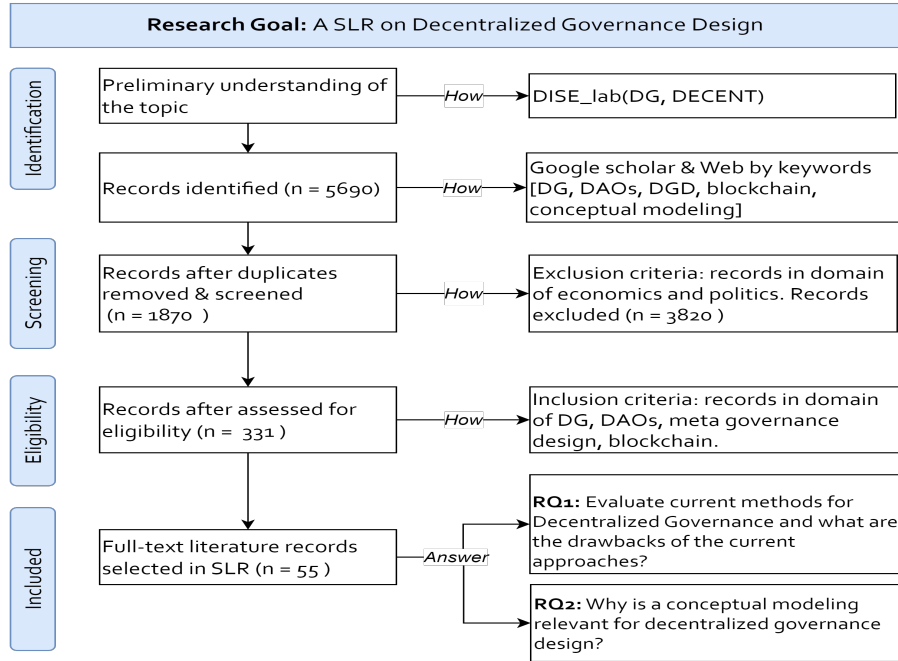 Research Goal: A SLR on Decentralized Governance Design
Identification
Preliminary understanding of
the topic
How
DISE_lab(DG, DECENT)
Records identified (n = 5690)
How
Google scholar & Web by keywords
[DG, DAOs, DGD, blockchain,
conceptual modeling]
Screening
Records after duplicates
removed & screened
(n = 1870 )
How
Exclusion criteria: records in domain
of economics and politics. Records
excluded (n = 3820 )
Eligibility
Records after assessed for
eligibility (n = 331 )
How
Inclusion criteria: records in domain
of DG, DAOs, meta governance
design, blockchain.
Included
Full-text literature records
selected in SLR (n = 55 )
Answer
RQ1: Evaluate current methods for
Decentralized Governance and what are
the drawbacks of the current
approaches?
RQ2: Why is a conceptual modeling
relevant for decentralized governance
design?